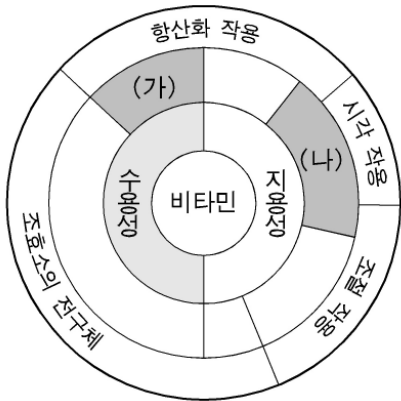 항산화 작용
(가)
시각 작용
(나)
수용성
비타민
지용성
조효소의 전구체
조절 작용